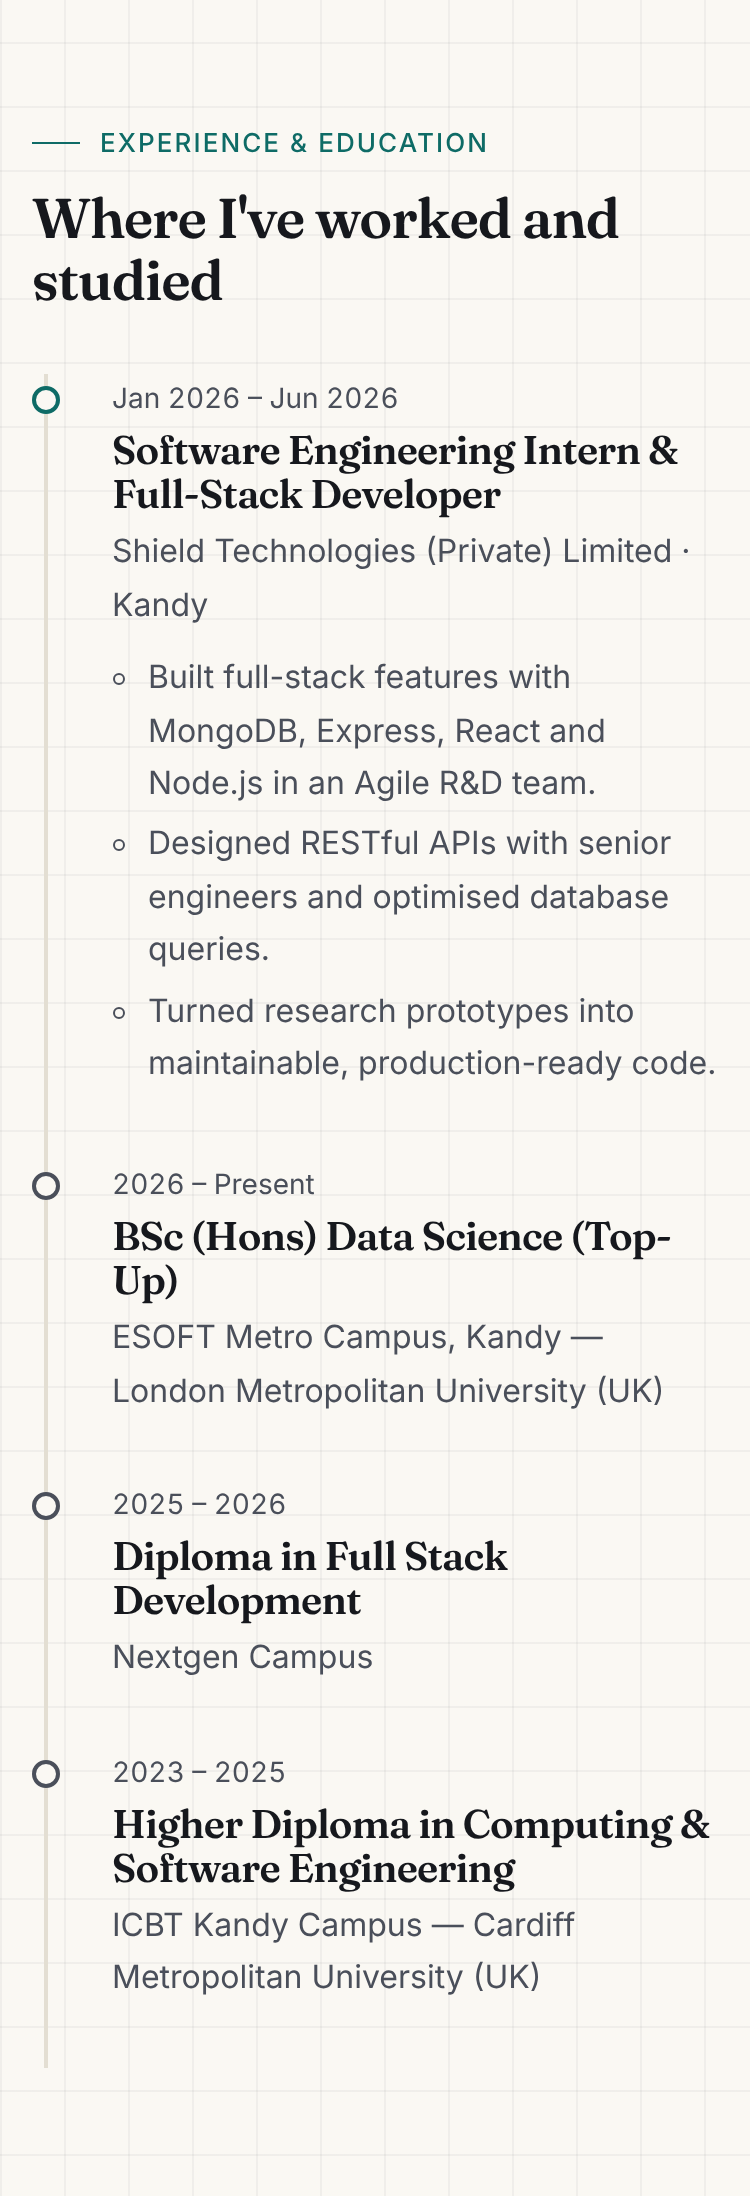 EXPERIENCE & EDUCATION
Where I've worked and
studied
Jan 2026 – Jun 2026
Software Engineering Intern &
Full-Stack Developer
Shield Technologies (Private) Limited ·
Kandy
Built full-stack features with
MongoDB, Express, React and
Node.js in an Agile R&D team.
Designed RESTful APIs with senior
engineers and optimised database
queries.
Turned research prototypes into
maintainable, production-ready code.
2026 – Present
BSc (Hons) Data Science (Top-
Up)
ESOFT Metro Campus, Kandy —
London Metropolitan University (UK)
2025 – 2026
Diploma in Full Stack
Development
Nextgen Campus
2023 – 2025
Higher Diploma in Computing &
Software Engineering
ICBT Kandy Campus — Cardiff
Metropolitan University (UK)